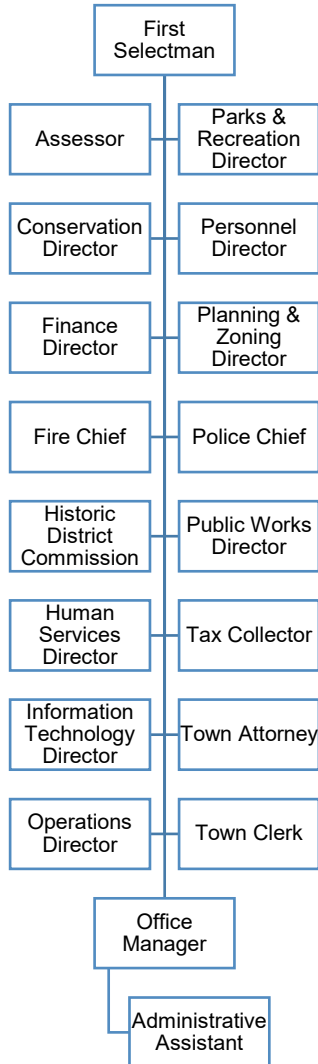 First
Selectman
Assessor
Parks &
Recreation
Director
Conservation
Director
Personnel
Director
Finance
Director
Planning &
Zoning
Director
Fire Chief
Police Chief
Historic
District
Commission
Public Works
Director
Human
Services
Director
Tax Collector
Information
Technology
Director
Town Attorney
Operations
Director
Town Clerk
Office
Manager
Administrative
Assistant